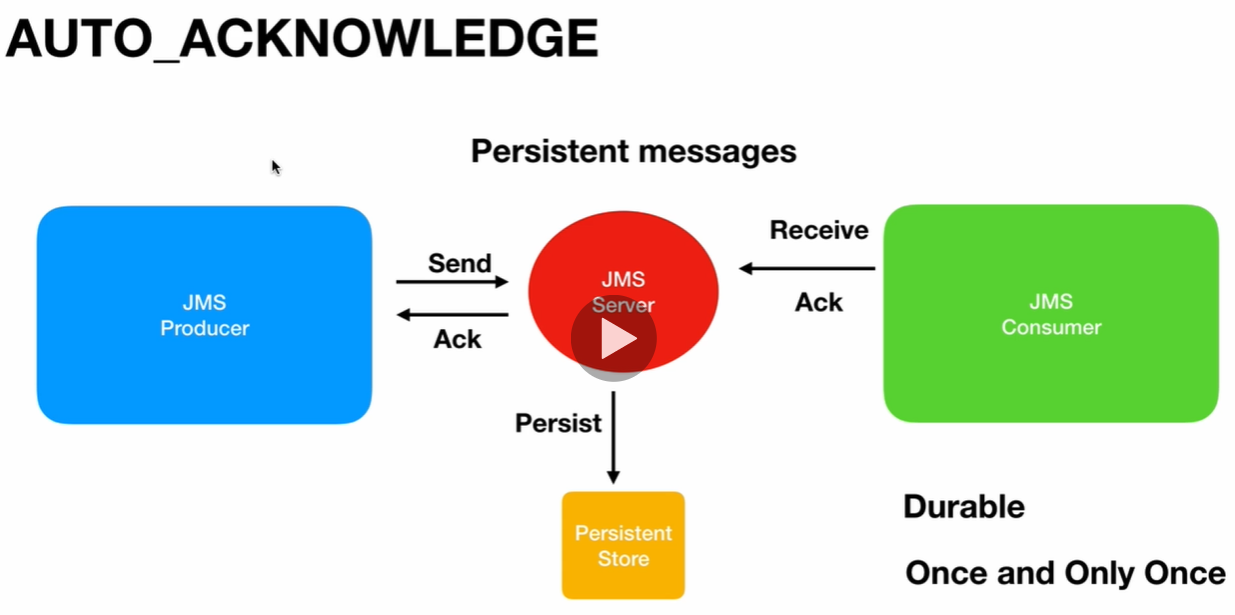 AUTO_ACKNOWLEDGE
Persistent messages
JMS
Producer
Send
Ack
JMS
Server
Receive
Ack
JMS
Consumer
Persist
Persistent
Store
Durable
Once and Only Once